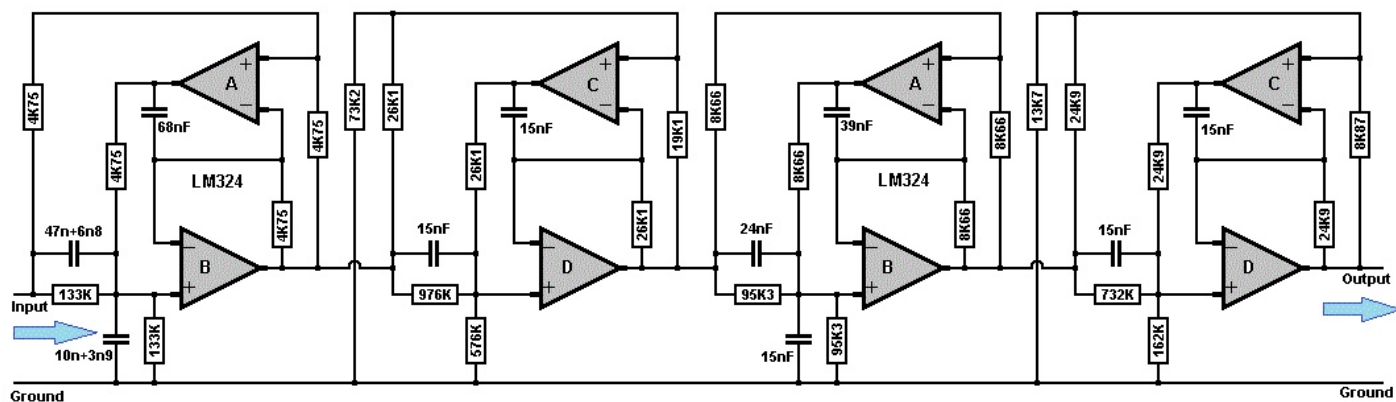 4K75
4K75
68nF
A
+
−
4K75
LM324
4K75
47n+6n8
133K
Input
10n+3n9
133K
B
−
+
73K2
26K1
C
+
−
15nF
26K1
19K1
26K1
15nF
976K
576K
D
−
+
8K66
A
+
−
39nF
8K66
8K66
LM324
8K66
24nF
95K3
15nF
95K3
B
−
+
13K7
24K9
C
+
−
15nF
24K9
8K87
24K9
15nF
732K
162K
D
−
+
Output
Ground
Ground